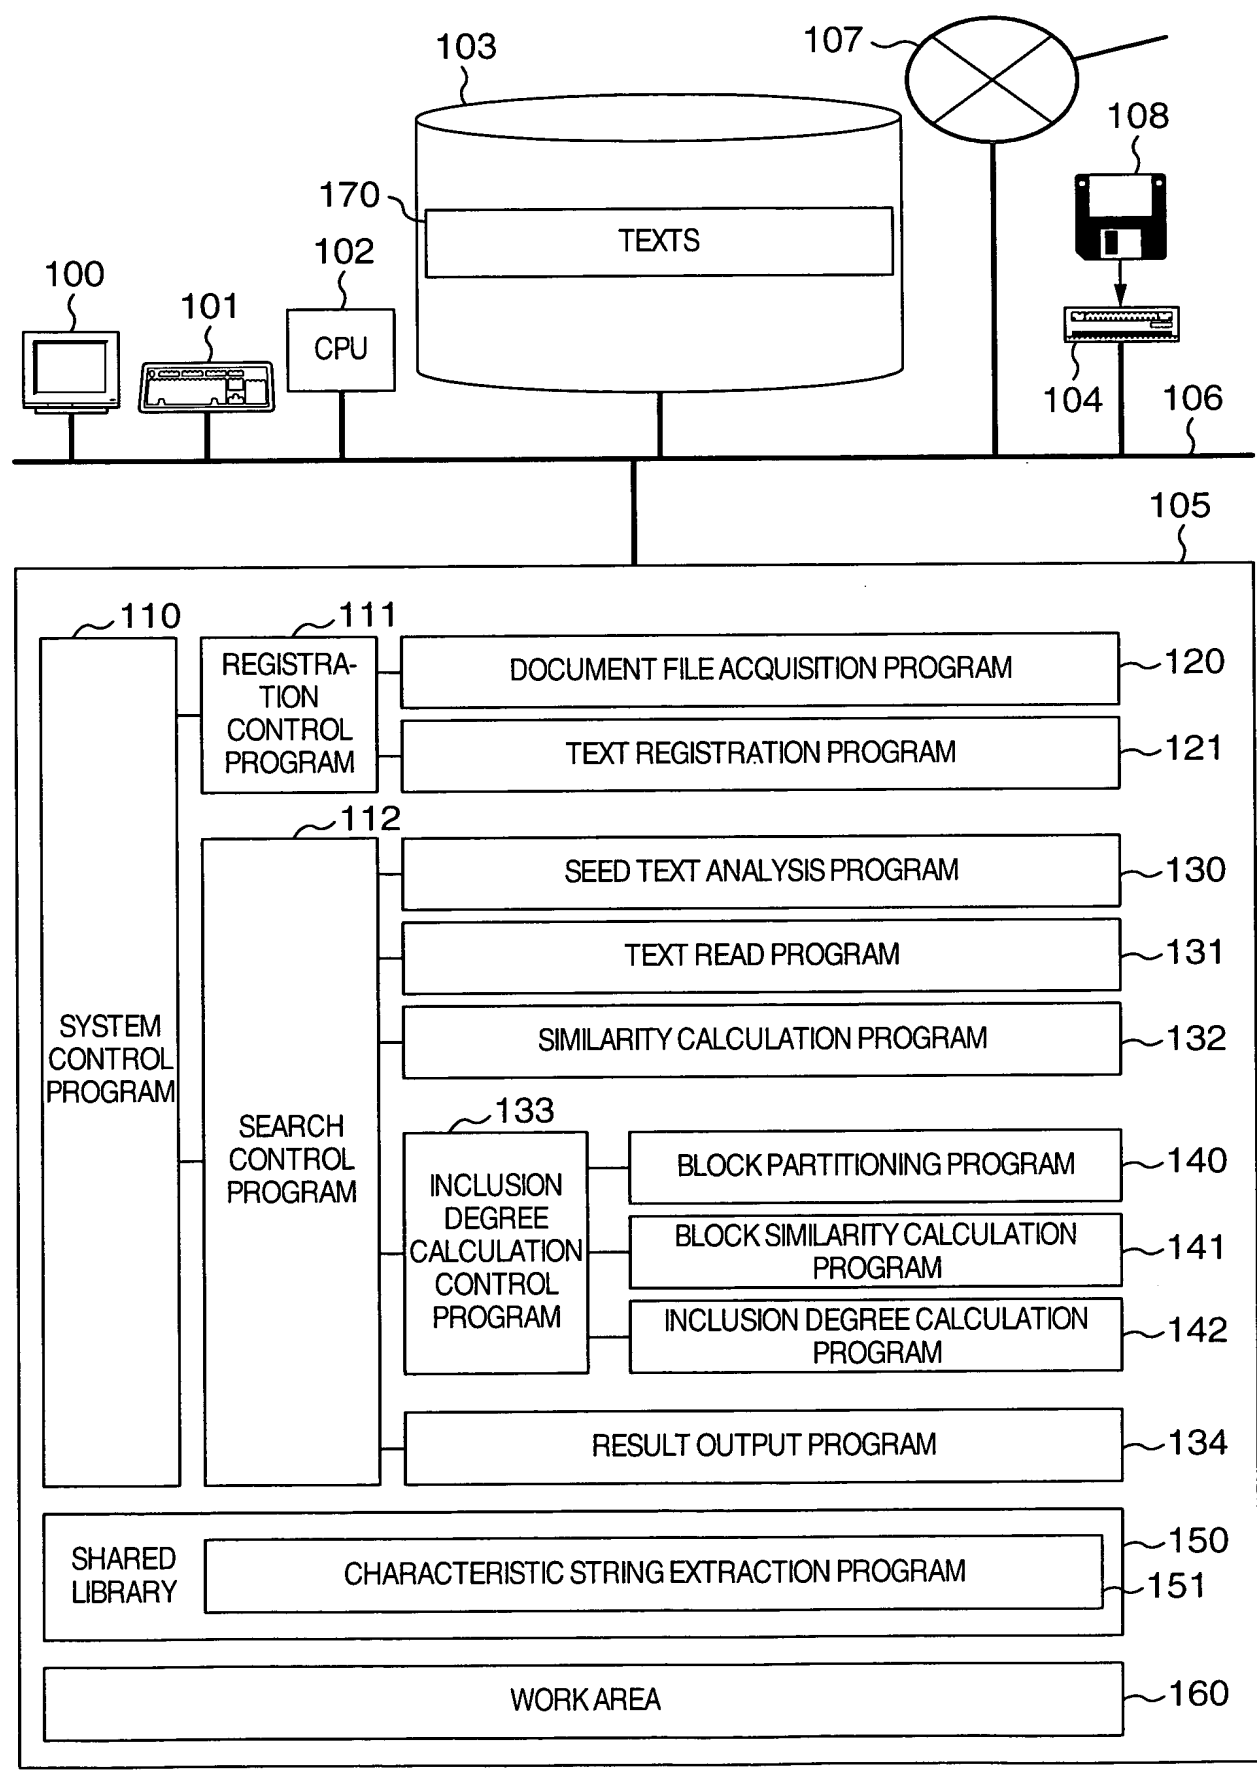 103
107
108
170
TEXTS
102
100
101
CPU
104
106
105
110
111
REGISTRA-
TION
CONTROL
PROGRAM
DOCUMENT FILE ACQUISITION PROGRAM
120
TEXT REGISTRATION PROGRAM
121
112
SEED TEXT ANALYSIS PROGRAM
130
TEXT READ PROGRAM
131
SYSTEM
CONTROL
PROGRAM
SIMILARITY CALCULATION PROGRAM
132
SEARCH
CONTROL
PROGRAM
133
INCLUSION
DEGREE
CALCULATION
CONTROL
PROGRAM
BLOCK PARTITIONING PROGRAM
140
BLOCK SIMILARITY CALCULATION
PROGRAM
141
INCLUSION DEGREE CALCULATION
PROGRAM
142
RESULT OUTPUT PROGRAM
134
SHARED
LIBRARY
CHARACTERISTIC STRING EXTRACTION PROGRAM
150
151
WORK AREA
160